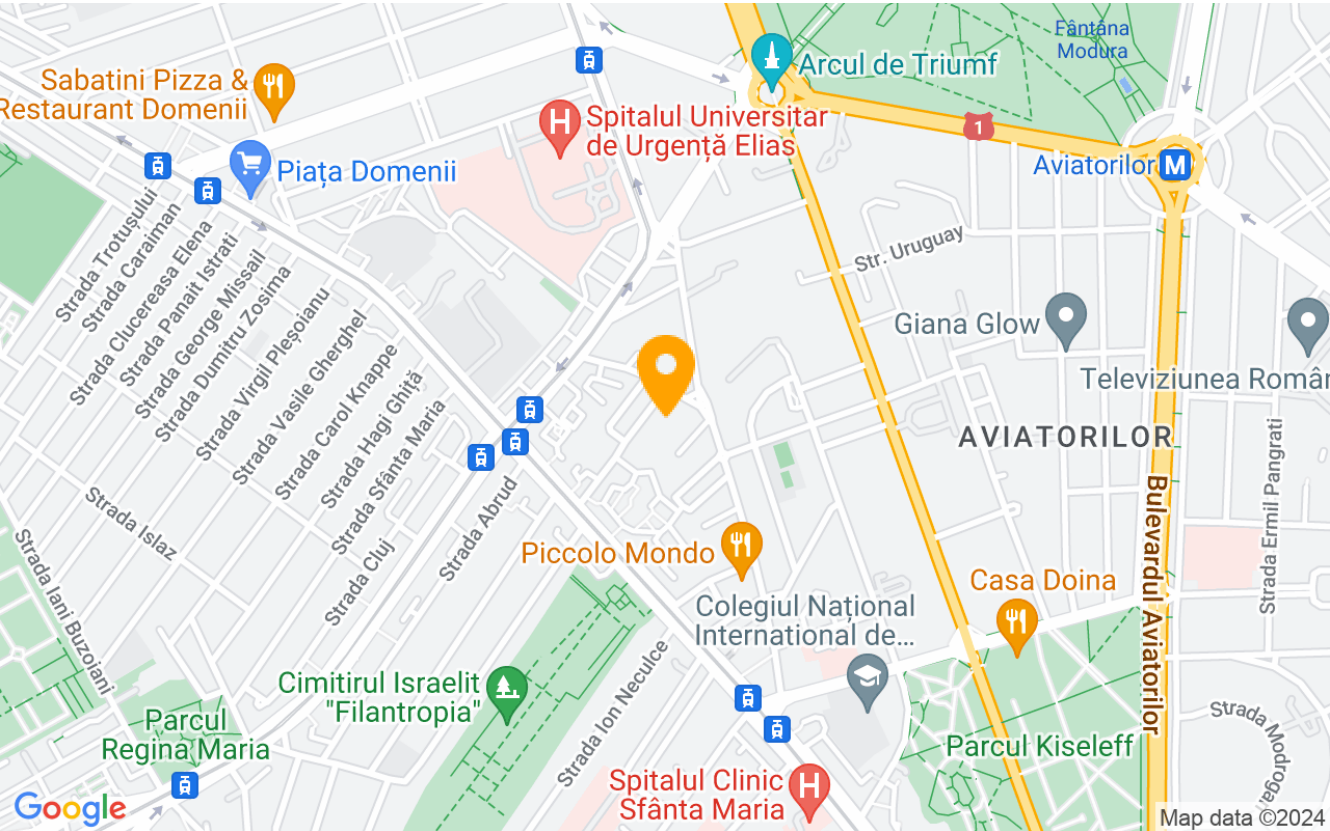 Fântâna
Modura
Arcul de Triumf
Sabatini Pizza &
Restaurant Domenii
Spitalul Universitar
de Urgență Elias
1
Aviatorilor M
Piața Domenii
Strada Trotușului
Strada Caraiman
Strada Clucereasa Elena
Strada Panait Istrati
Strada George Missail
Strada Dumitru Zosima
Strada Virgil Pleșoianu
Strada Vasile Gherghel
Strada Carol Knappe
Strada Hagi Ghiță
Strada Sfânta Maria
Strada Cluj
Strada Abrud
Str. Uruguay
Giana Glow
Televiziunea Român
AVIATORILOR
Strada Ermil Pangrati
Bulevardul Aviatorilor
Strada Islaz
Strada Iani Buzoiani
Piccolo Mondo
Casa Doina
Colegiul Național
International de...
Cimitirul Israelit
"Filantropia"
Strada Ion Neculce
Parcul
Regina Maria
Parcul Kiseleff
Strada Modroga
Spitalul Clinic
Sfânta Maria
Google
Map data ©2024